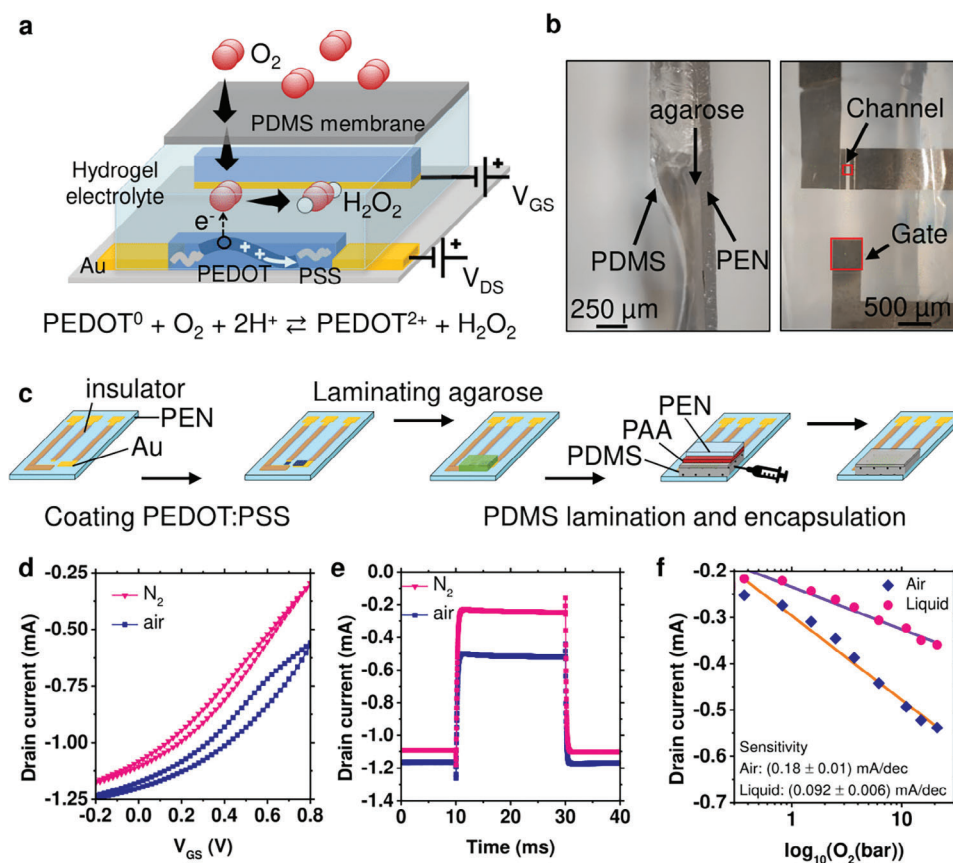 a
O₂
PDMS membrane
Hydrogel
electrolyte
H₂O₂
e⁻
V_GS
Au
PEDOT
PSS
V_DS
PEDOT⁰ + O₂ + 2H⁺ ⇄ PEDOT²⁺ + H₂O₂
b
agarose
PDMS
PEN
250 µm
Channel
Gate
500 µm
c
insulator
PEN
Au
Coating PEDOT:PSS
Laminating agarose
PEN
PAA
PDMS
PDMS lamination and encapsulation
d
-0.25
-0.50
-0.75
-1.00
-1.25
Drain current (mA)
N₂
air
-0.2 0.0 0.2 0.4 0.6 0.8
V_GS (V)
e
0.0
-0.2
-0.4
-0.6
-0.8
-1.0
-1.2
-1.4
Drain current (mA)
N₂
air
0 10 20 30 40
Time (ms)
f
-0.2
-0.3
-0.4
-0.5
-0.6
-0.7
Drain current (mA)
Air
Liquid
Sensitivity
Air: (0.18 ± 0.01) mA/dec
Liquid: (0.092 ± 0.006) mA/dec
1 10
log₁₀(O₂(bar))